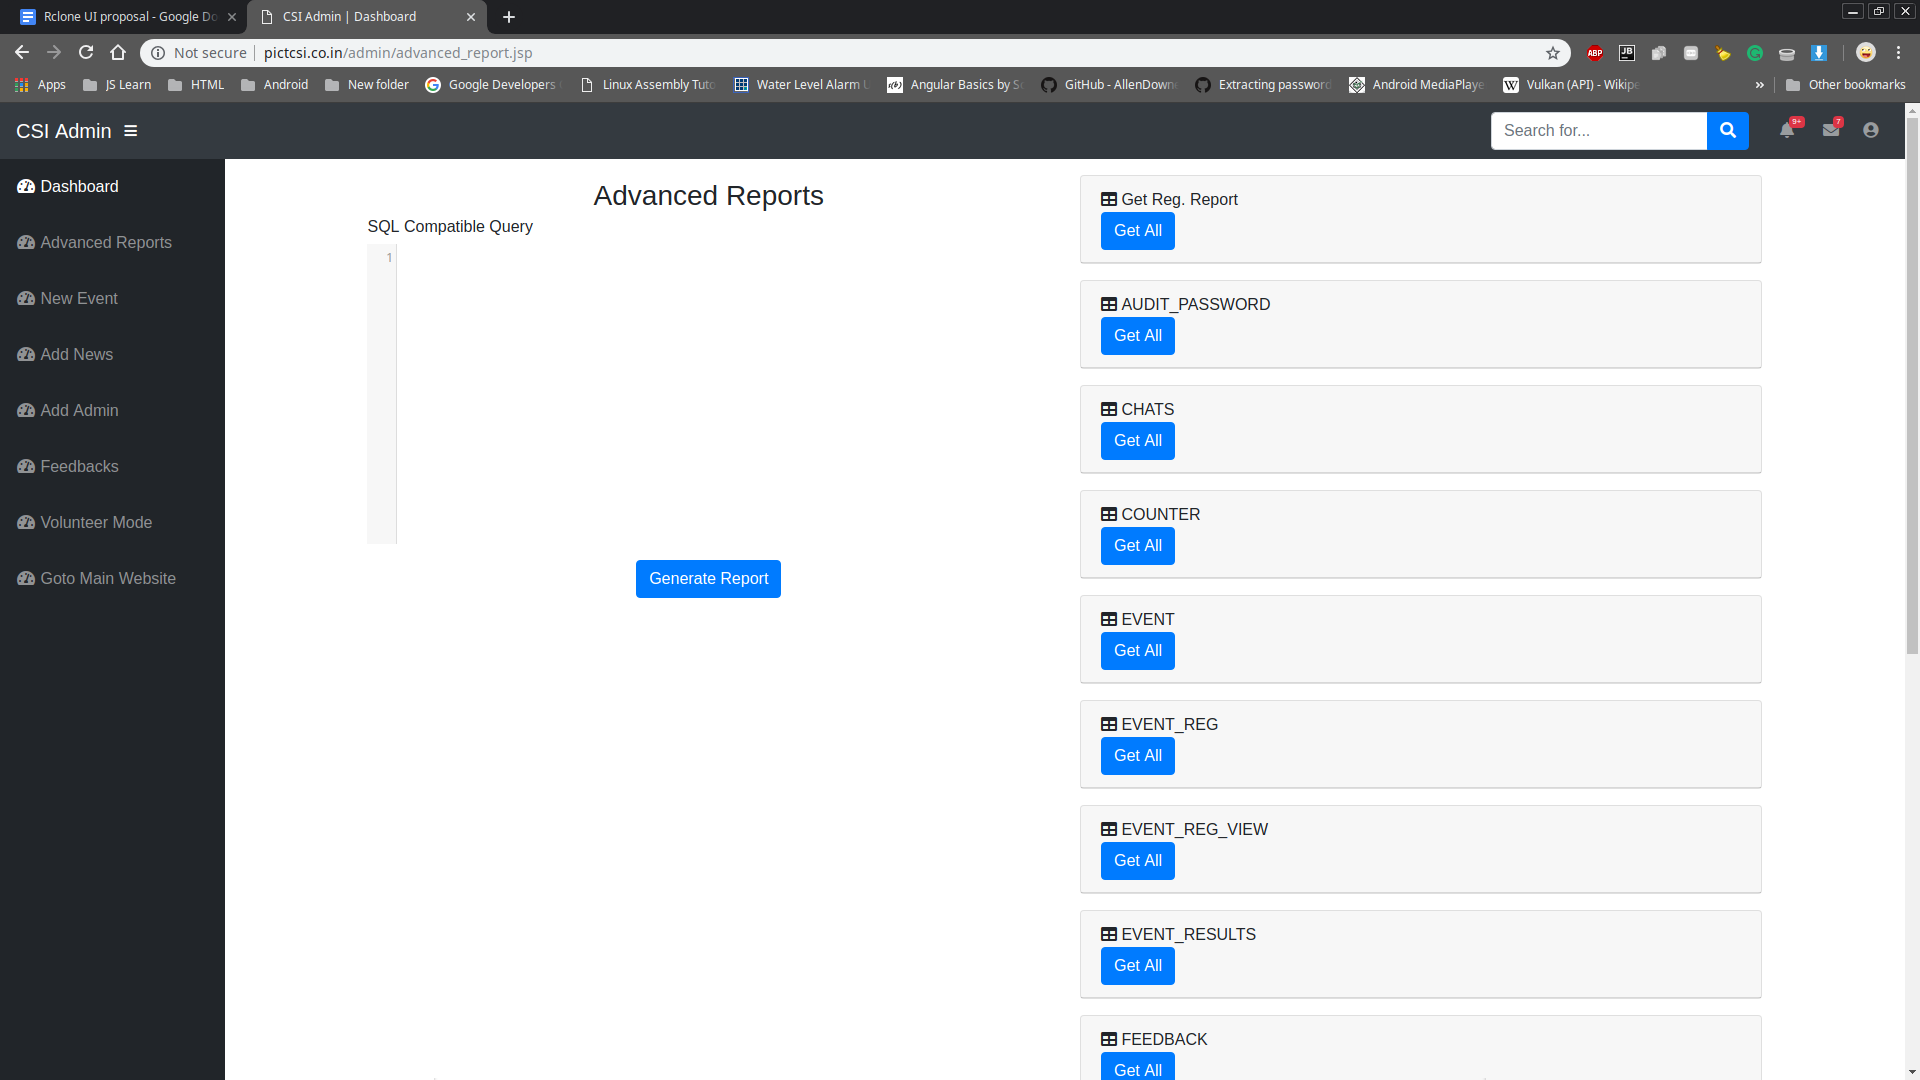 Rclone UI proposal - Google Do
CSI Admin | Dashboard
Not secure | pictcsi.co.in/admin/advanced_report.jsp
ABP
JB
Apps
JS Learn
HTML
Android
New folder
Google Developers
Linux Assembly Tuto
Water Level Alarm U
Angular Basics by Sc
GitHub - AllenDowne
Extracting password
Android MediaPlaye
Vulkan (API) - Wikipe
»
Other bookmarks
CSI Admin
Search for...
9+
7
Dashboard
Advanced Reports
New Event
Add News
Add Admin
Feedbacks
Volunteer Mode
Goto Main Website
Advanced Reports
SQL Compatible Query
1
Generate Report
Get Reg. Report
Get All
AUDIT_PASSWORD
Get All
CHATS
Get All
COUNTER
Get All
EVENT
Get All
EVENT_REG
Get All
EVENT_REG_VIEW
Get All
EVENT_RESULTS
Get All
FEEDBACK
Get All